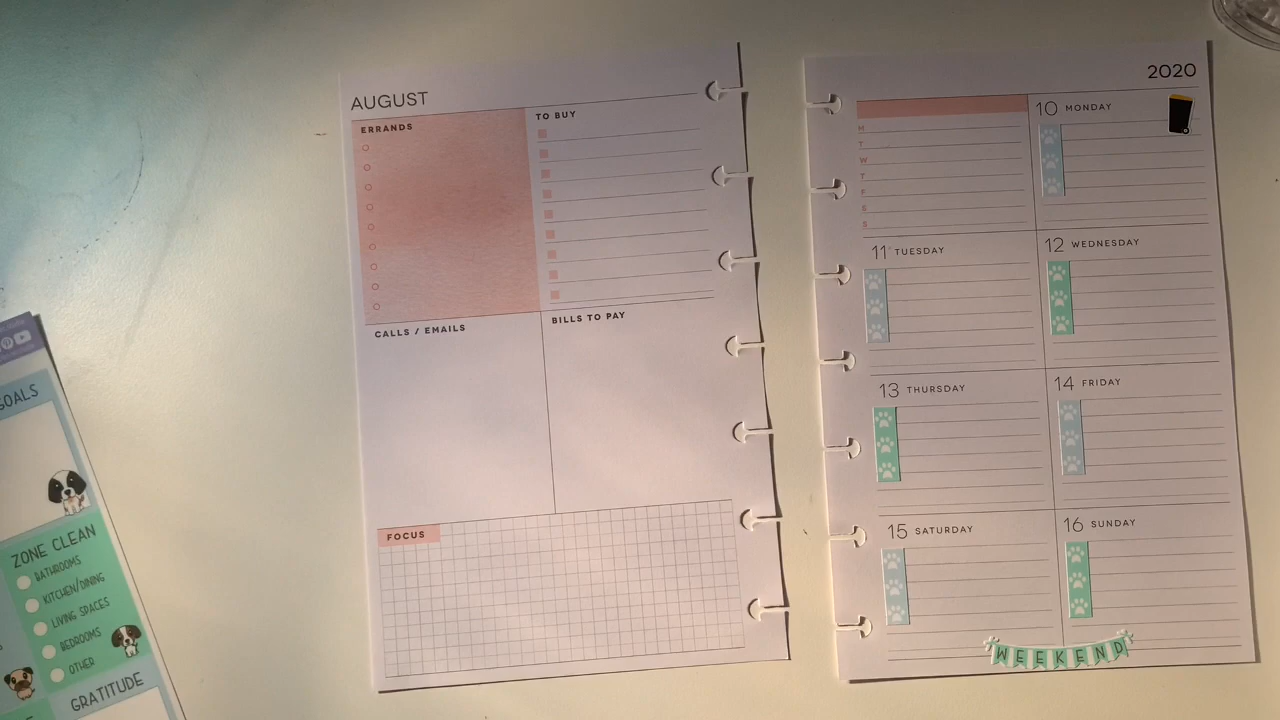 AUGUST
ERRANDS
TO BUY
CALLS / EMAILS
BILLS TO PAY
FOCUS
2020
M
T
W
T
F
S
S
10 MONDAY
11 TUESDAY
12 WEDNESDAY
13 THURSDAY
14 FRIDAY
15 SATURDAY
16 SUNDAY
WEEKEND
GOALS
ZONE CLEAN
BATHROOMS
KITCHEN/DINING
LIVING SPACES
BEDROOMS
OTHER
GRATITUDE